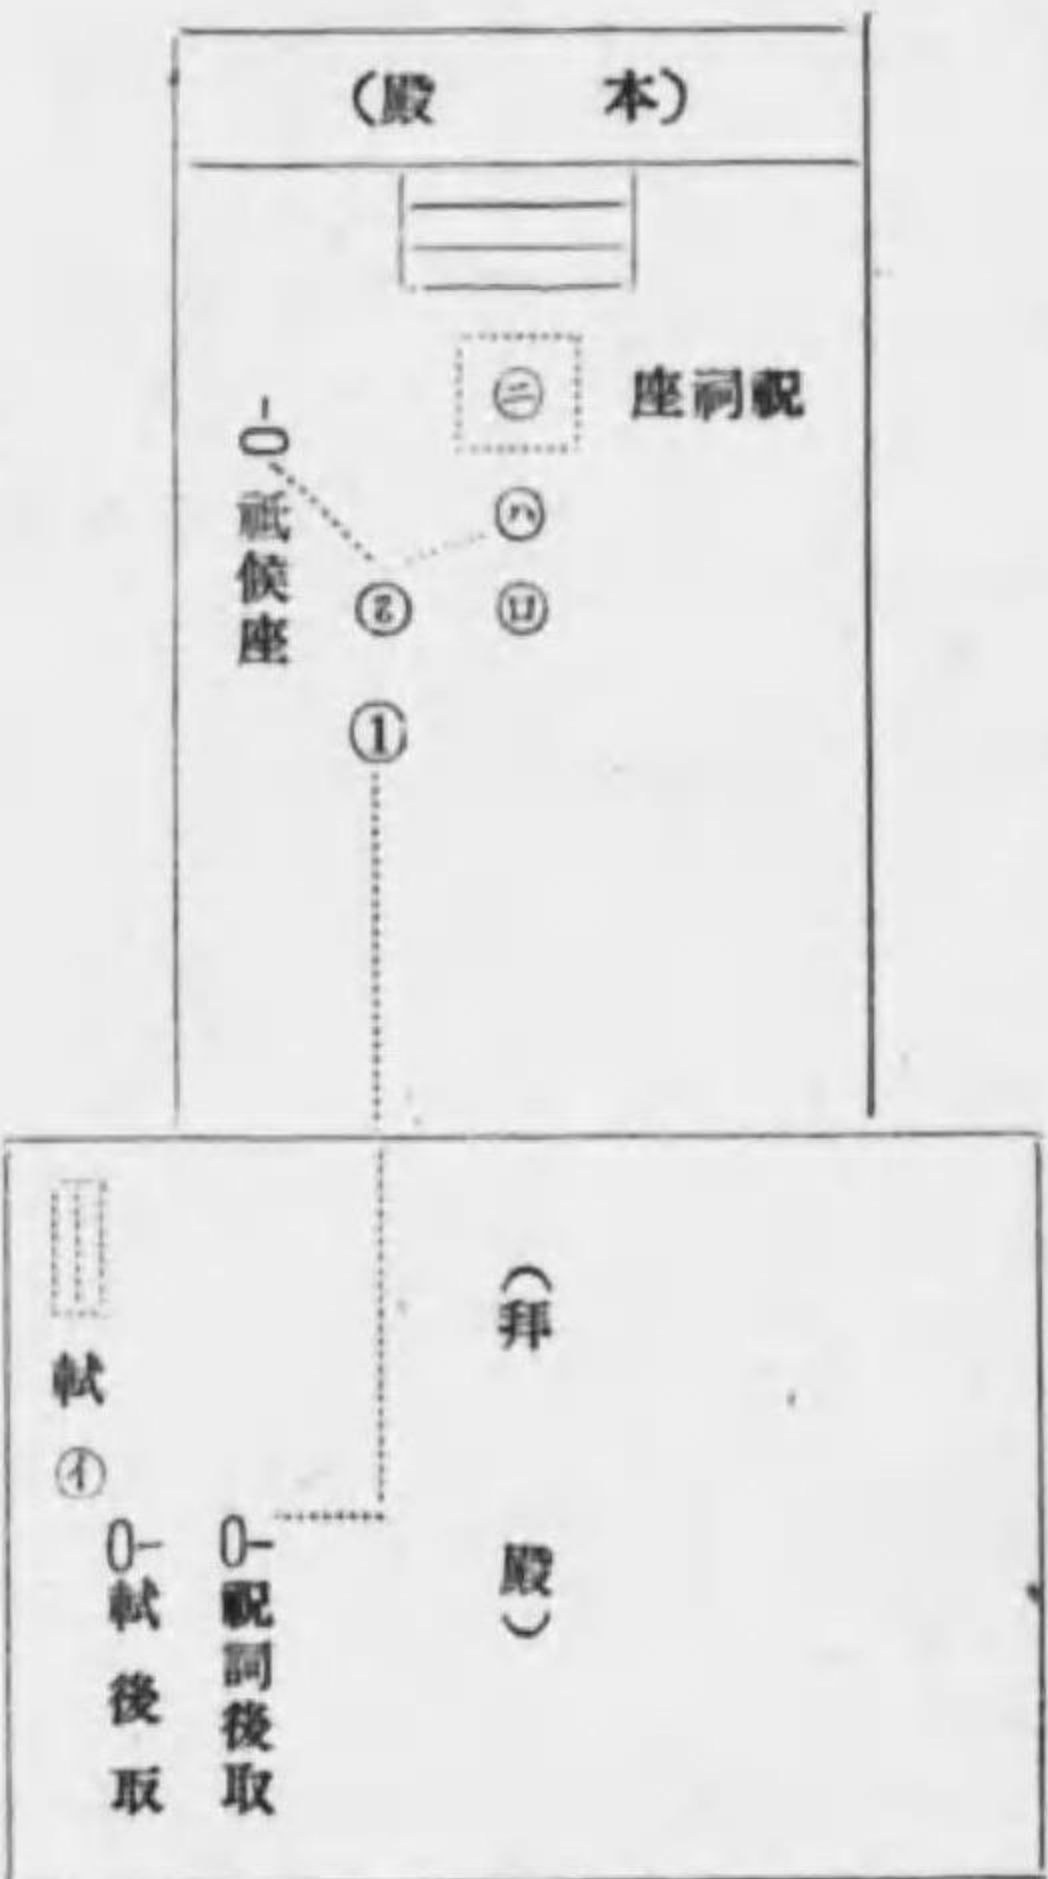 (殿 本)
座詞祝
㊁
㋩
㋺
祗候座
②
①
(拝 殿)
軾
㋑
祝詞後取
軾後取